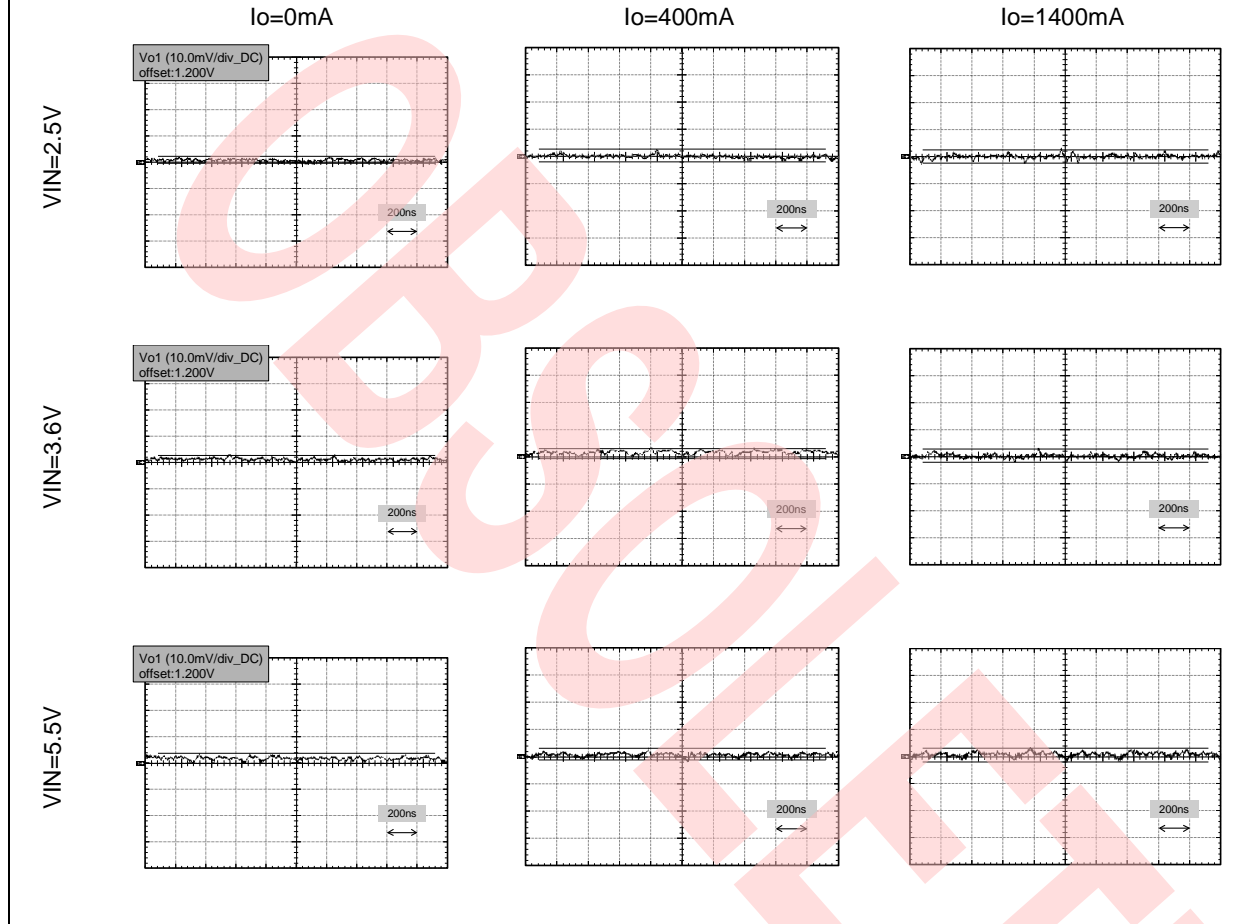 Io=0mA
Io=400mA
Io=1400mA
VIN=2.5V
Vo1 (10.0mV/div_DC)
offset:1.200V
200ns
200ns
200ns
VIN=3.6V
Vo1 (10.0mV/div_DC)
offset:1.200V
200ns
200ns
200ns
VIN=5.5V
Vo1 (10.0mV/div_DC)
offset:1.200V
200ns
200ns
200ns
OBSOLETE